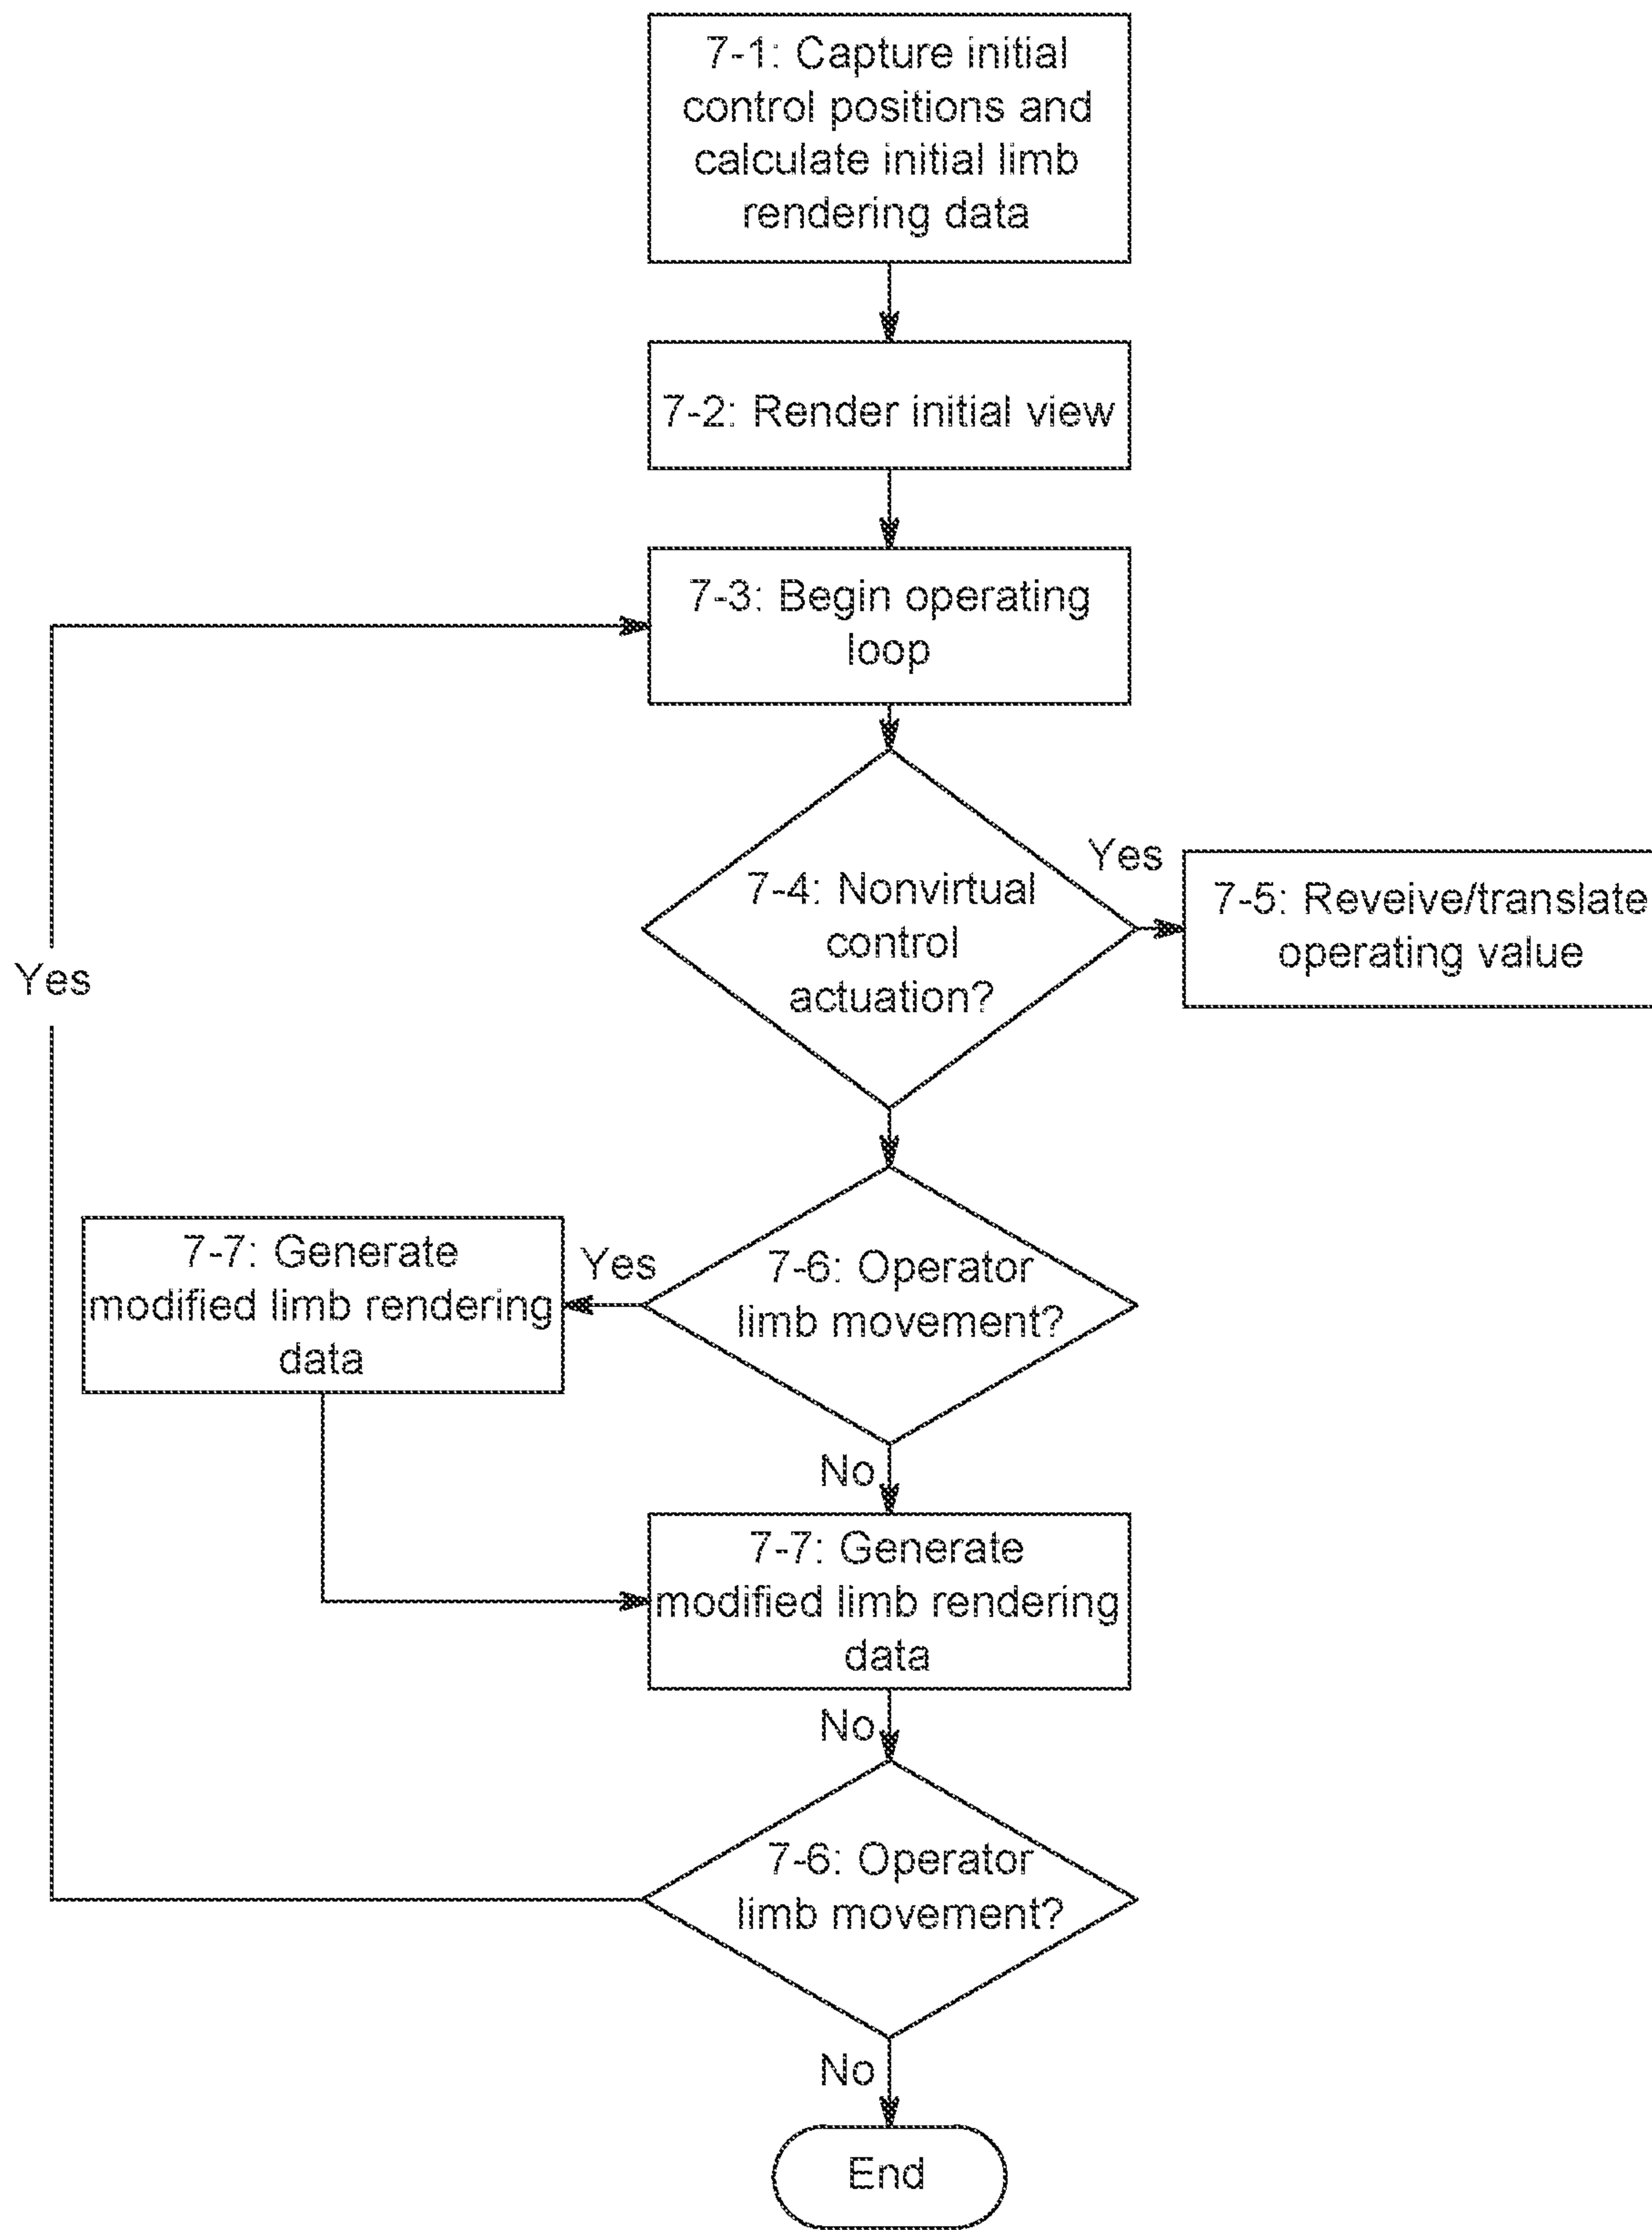 7-1: Capture initial
control positions and
calculate initial limb
rendering data
7-2: Render initial view
7-3: Begin operating
loop
7-4: Nonvirtual
control
actuation?
Yes
7-5: Reveive/translate
operating value
Yes
7-6: Operator
limb movement?
Yes
7-7: Generate
modified limb rendering
data
No
7-7: Generate
modified limb rendering
data
No
7-6: Operator
limb movement?
No
End